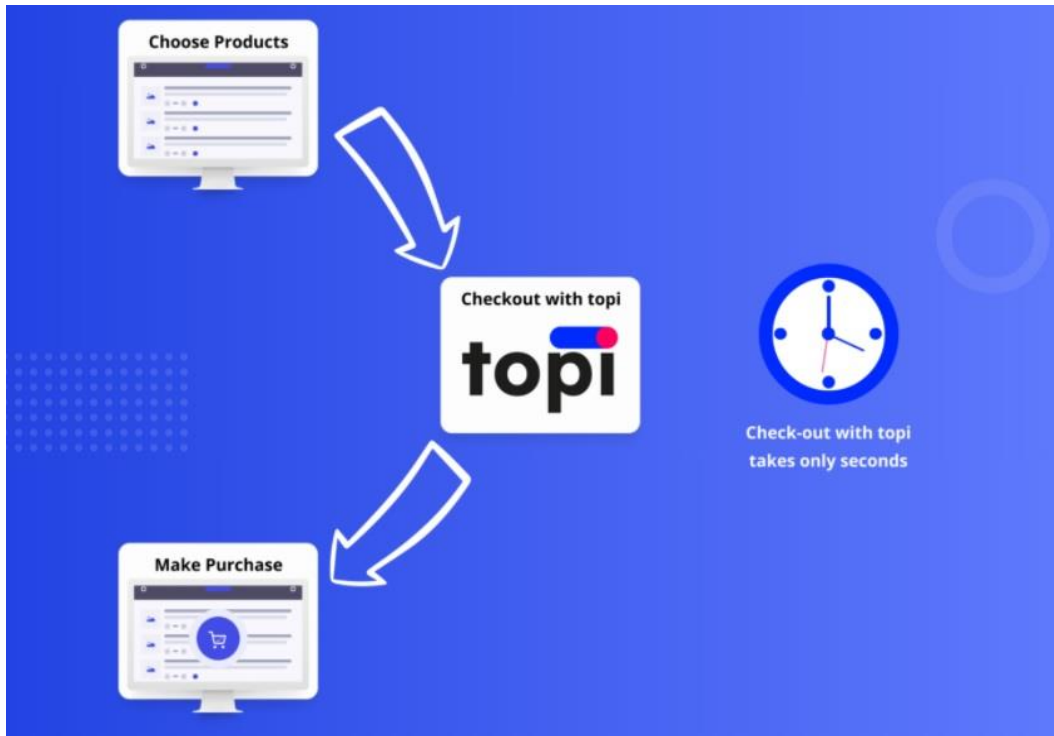 Choose Products
Checkout with topi
topi
Check-out with topi
takes only seconds
Make Purchase